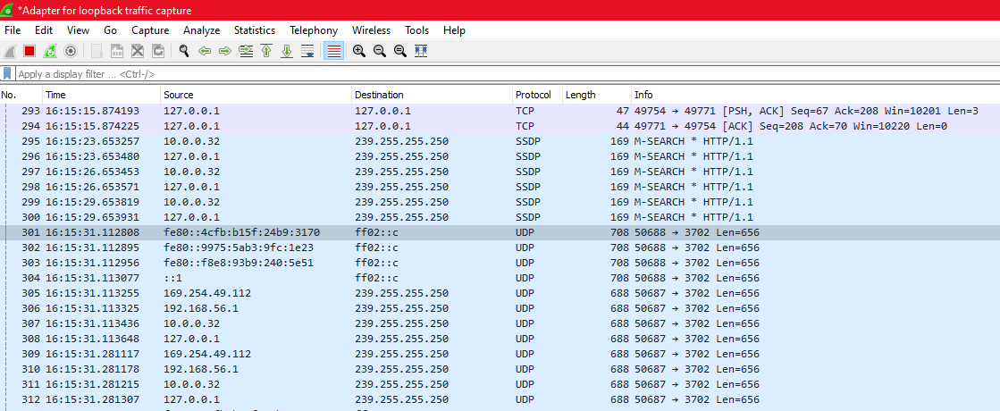 *Adapter for loopback traffic capture
File Edit View Go Capture Analyze Statistics Telephony Wireless Tools Help
Apply a display filter ... <Ctrl-/>
No. Time Source Destination Protocol Length Info
293 16:15:15.874193 127.0.0.1 127.0.0.1 TCP 47 49754 → 49771 [PSH, ACK] Seq=67 Ack=208 Win=10201 Len=3
294 16:15:15.874225 127.0.0.1 127.0.0.1 TCP 44 49771 → 49754 [ACK] Seq=208 Ack=70 Win=10220 Len=0
295 16:15:23.653257 10.0.0.32 239.255.255.250 SSDP 169 M-SEARCH * HTTP/1.1
296 16:15:23.653480 127.0.0.1 239.255.255.250 SSDP 169 M-SEARCH * HTTP/1.1
297 16:15:26.653453 10.0.0.32 239.255.255.250 SSDP 169 M-SEARCH * HTTP/1.1
298 16:15:26.653571 127.0.0.1 239.255.255.250 SSDP 169 M-SEARCH * HTTP/1.1
299 16:15:29.653819 10.0.0.32 239.255.255.250 SSDP 169 M-SEARCH * HTTP/1.1
300 16:15:29.653931 127.0.0.1 239.255.255.250 SSDP 169 M-SEARCH * HTTP/1.1
301 16:15:31.112808 fe80::4cfb:b15f:24b9:3170 ff02::c UDP 708 50688 → 3702 Len=656
302 16:15:31.112895 fe80::9975:5ab3:9fc:1e23 ff02::c UDP 708 50688 → 3702 Len=656
303 16:15:31.112956 fe80::f8e8:93b9:240:5e51 ff02::c UDP 708 50688 → 3702 Len=656
304 16:15:31.113077 ::1 ff02::c UDP 708 50688 → 3702 Len=656
305 16:15:31.113255 169.254.49.112 239.255.255.250 UDP 688 50687 → 3702 Len=656
306 16:15:31.113325 192.168.56.1 239.255.255.250 UDP 688 50687 → 3702 Len=656
307 16:15:31.113436 10.0.0.32 239.255.255.250 UDP 688 50687 → 3702 Len=656
308 16:15:31.113648 127.0.0.1 239.255.255.250 UDP 688 50687 → 3702 Len=656
309 16:15:31.281117 169.254.49.112 239.255.255.250 UDP 688 50687 → 3702 Len=656
310 16:15:31.281178 192.168.56.1 239.255.255.250 UDP 688 50687 → 3702 Len=656
311 16:15:31.281215 10.0.0.32 239.255.255.250 UDP 688 50687 → 3702 Len=656
312 16:15:31.281307 127.0.0.1 239.255.255.250 UDP 688 50687 → 3702 Len=656